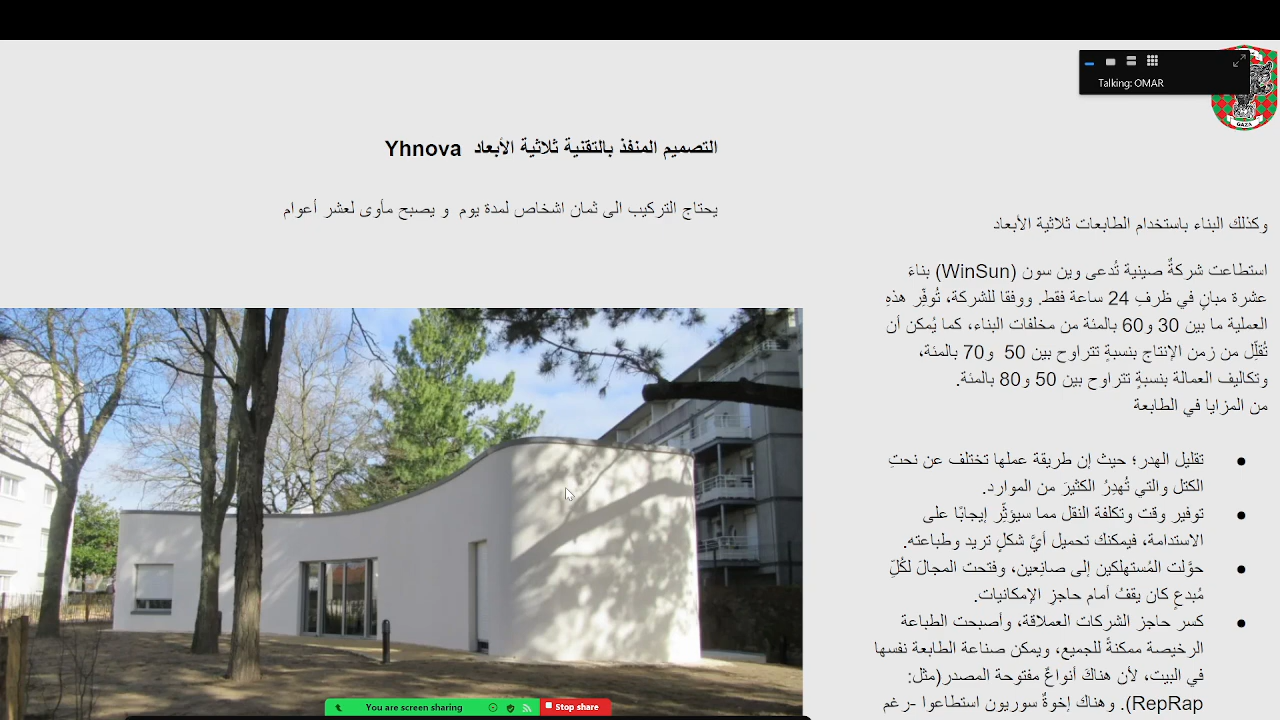 Talking: OMAR
GAZA
التصميم المنفذ بالتقنية ثلاثية الأبعاد Yhnova
يحتاج التركيب الى ثمان اشخاص لمدة يوم و يصبح مأوى لعشر أعوام
وكذلك البناء باستخدام الطابعات ثلاثية الأبعاد
استطاعت شركةٌ صينية تُدعى وين سون (WinSun) بناءَ
عشرة مبانٍ في ظرفِ 24 ساعة فقط. ووفقا للشركة، تُوفِّر هذهِ
العملية ما بين 30 و60 بالمئة من مخلفات البناء، كما يُمكن أن
تُقلِّل من زمن الإنتاج بنسبةٍ تتراوح بين 50 و70 بالمئة،
وتكاليف العمالة بنسبةٍ تتراوح بين 50 و80 بالمئة.
من المزايا في الطابعة
● تقليل الهدر؛ حيث إن طريقة عملها تختلف عن نحتِ
الكتل والتي تُهدِرُ الكثيرَ من الموارد.
● توفير وقت وتكلفة النقل مما سيؤثِّر إيجابًا على
الاستدامة، فيمكنك تحميل أيَّ شكلٍ تريد وطباعته.
● حوَّلت المُستهلكين إلى صانِعين، وفتحت المجالَ لكُلِّ
مُبدعٍ كان يقفُ أمام حاجزِ الإمكانيات.
● كسر حاجز الشركات العملاقة، وأصبحت الطباعة
الرخيصة ممكنةً للجميع، ويمكن صناعة الطابعة نفسها
في البيت، لأن هناكَ أنواعٌ مفتوحة المصدر(مثل:
RepRap). وهناك إخوةٌ سوريون استطاعوا -رغم
You are screen sharing
Stop share